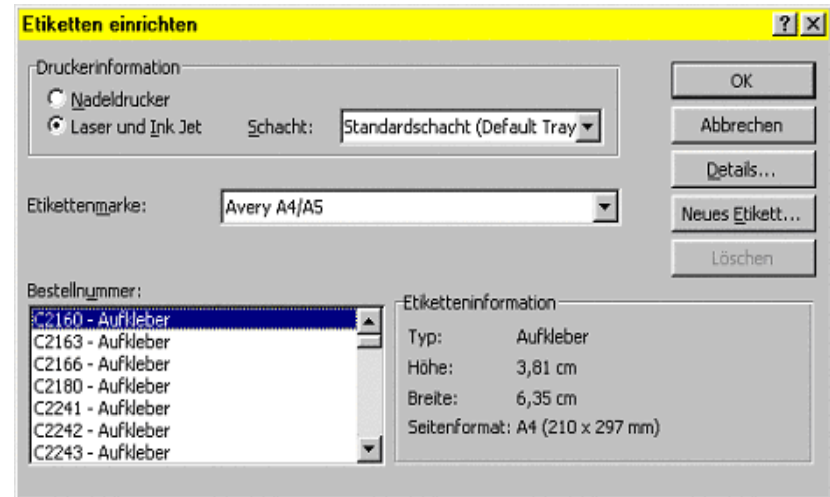 Etiketten einrichten
Druckerinformation
Nadeldrucker
Laser und Ink Jet
Schacht:
Standardschacht (Default Tray
OK
Abbrechen
Details...
Neues Etikett...
Löschen
Etikettenmarke:
Avery A4/A5
Bestellnummer:
C2160 - Aufkleber
C2163 - Aufkleber
C2166 - Aufkleber
C2180 - Aufkleber
C2241 - Aufkleber
C2242 - Aufkleber
C2243 - Aufkleber
Etiketteninformation
Typ: Aufkleber
Höhe: 3,81 cm
Breite: 6,35 cm
Seitenformat: A4 (210 x 297 mm)